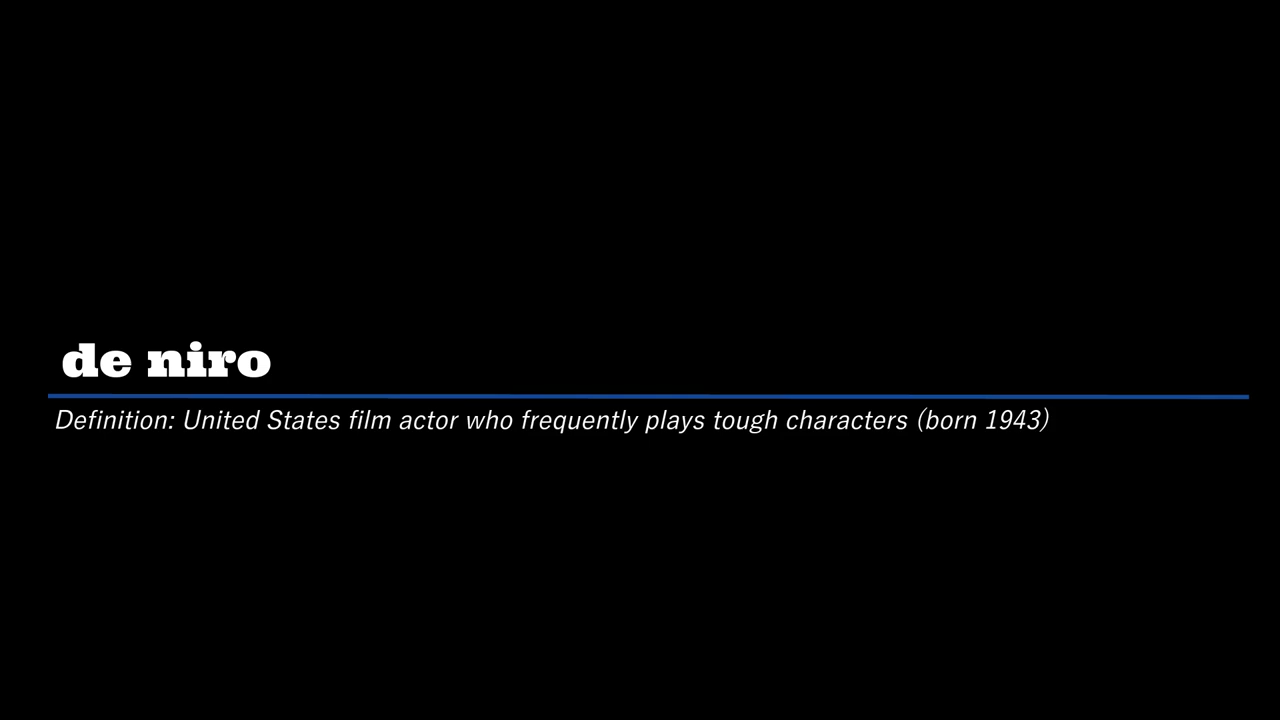 de niro
Definition: United States film actor who frequently plays tough characters (born 1943)